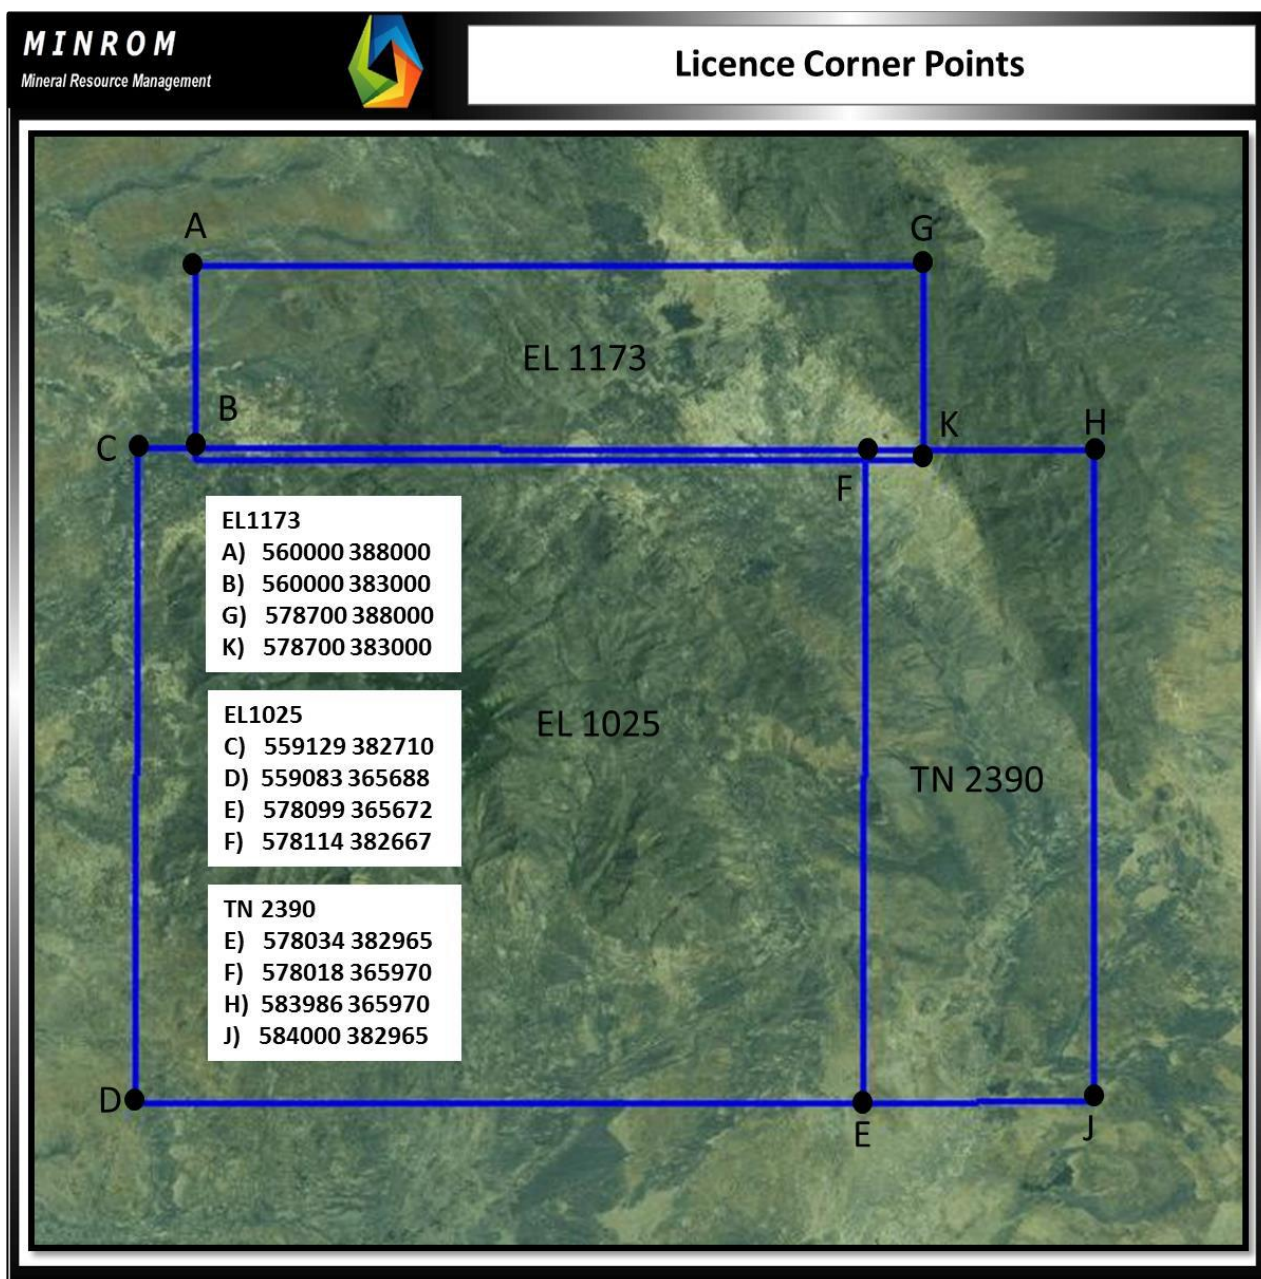 MINROM
Mineral Resource Management
Licence Corner Points
A
G
EL 1173
B
K
H
C
F
EL1173
A) 560000 388000
B) 560000 383000
G) 578700 388000
K) 578700 383000
EL1025
C) 559129 382710
D) 559083 365688
E) 578099 365672
F) 578114 382667
EL 1025
TN 2390
TN 2390
E) 578034 382965
F) 578018 365970
H) 583986 365970
J) 584000 382965
D
E
J